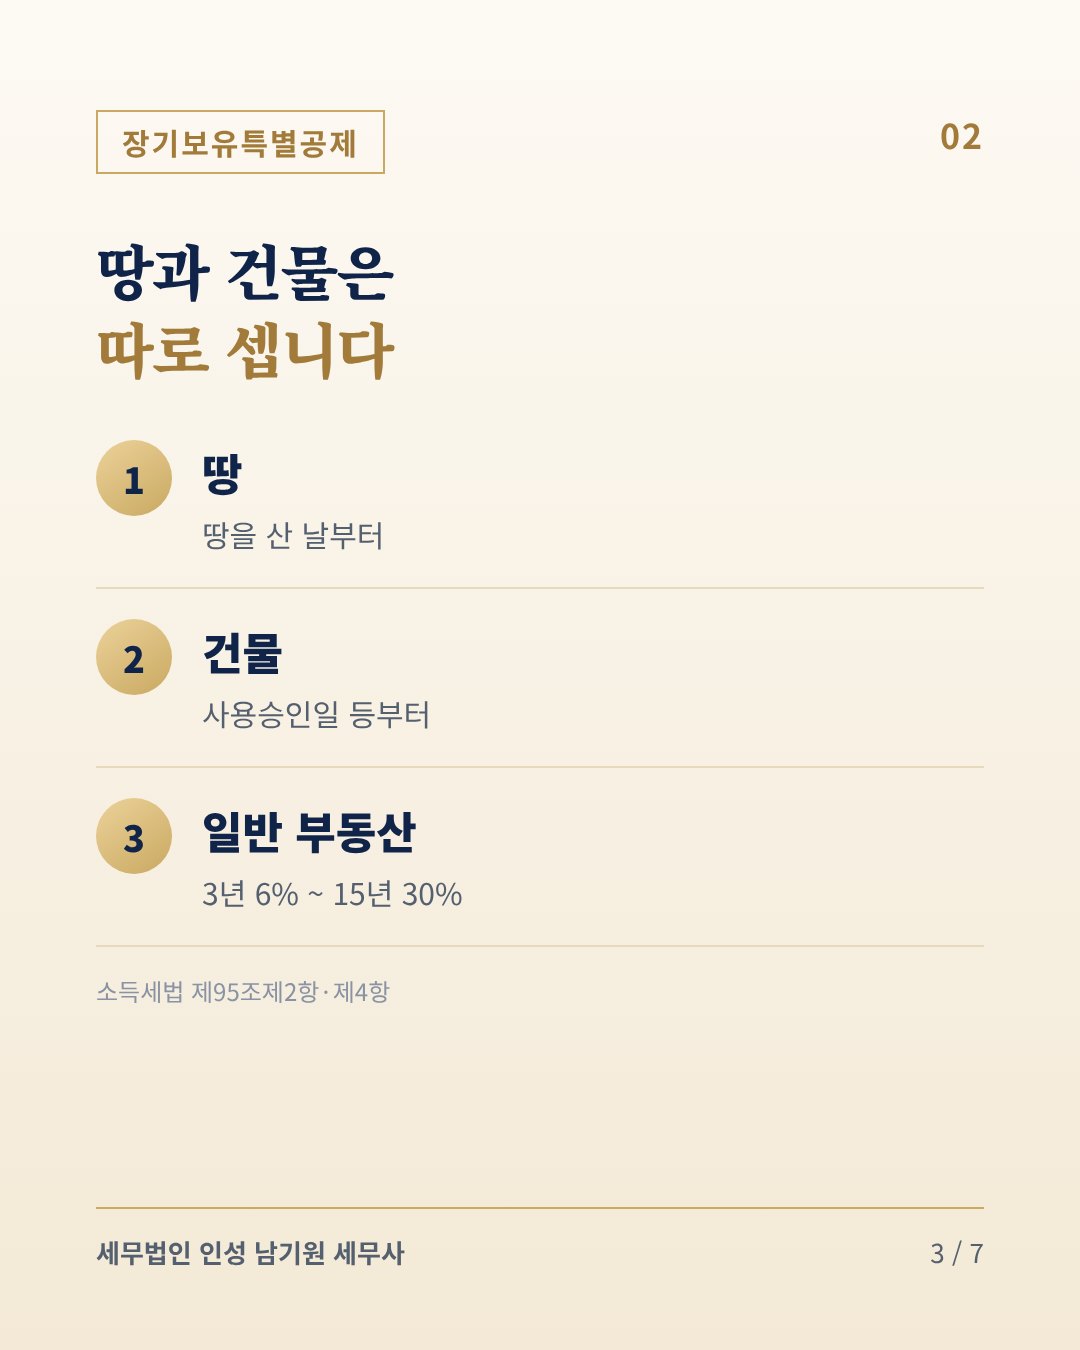 장기보유특별공제
02
땅과 건물은
따로 셉니다
1
땅
땅을 산 날부터
2
건물
사용승인일 등부터
3
일반 부동산
3년 6% ~ 15년 30%
소득세법 제95조제2항·제4항
세무법인 인성 남기원 세무사
3 / 7